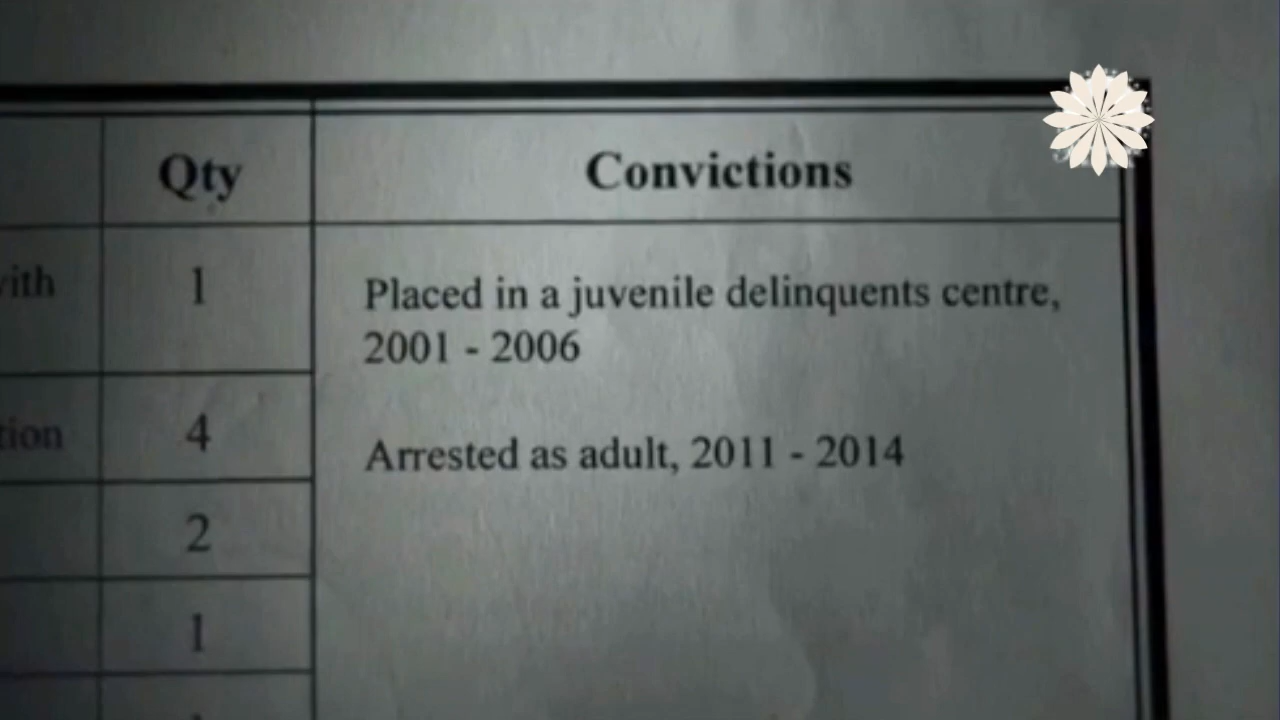 Qty Convictions
with 1 Placed in a juvenile delinquents centre,
2001 - 2006
tion 4 Arrested as adult, 2011 - 2014
2
1